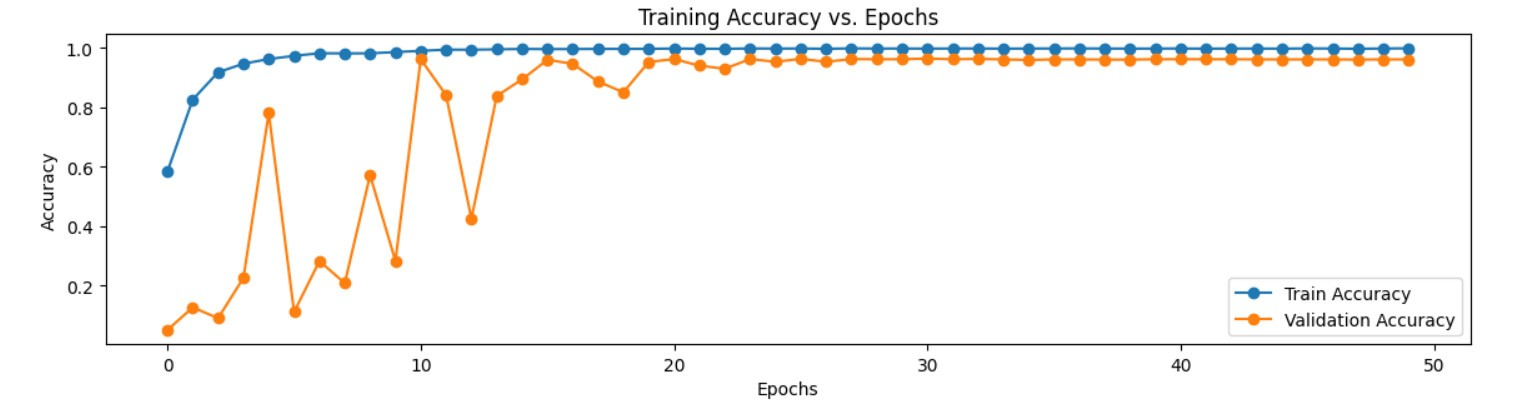 Training Accuracy vs. Epochs
1.0
0.8
0.6
0.4
0.2
Accuracy
Train Accuracy
Validation Accuracy
0 10 20 30 40 50
Epochs